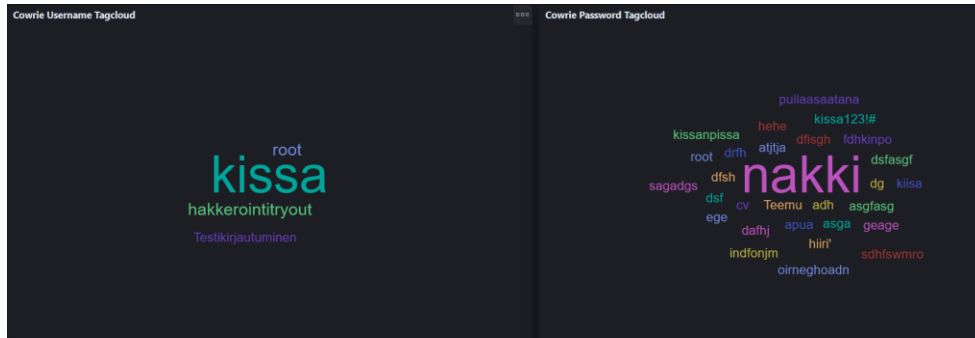 Cowrie Username Tagcloud
root
kissa
hakkerointitryout
Testikirjautuminen
Cowrie Password Tagcloud
pullaasaatana
kissa123!#
hehe
kissanpissa
dfisgh
fdhkinpo
atjtja
root
drfh
dsfasgf
nakki
dfsh
dg
kiisa
sagadgs
dsf
cv
Teemu
adh
asgfasg
ege
dafhj
apua
asga
geage
hiiri'
indfonjm
sdhfswmro
oirneghoadn